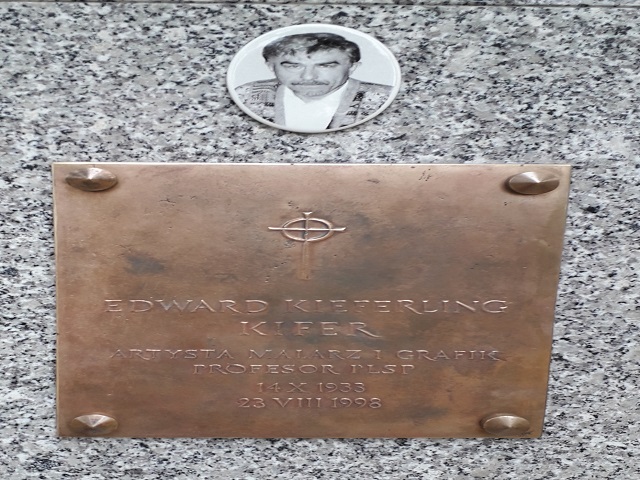 EDWARD KIEFERLING
KIFER
ARTYSTA MALARZ I GRAFIK
PROFESOR PLSP
14 X 1933
23 VIII 1998